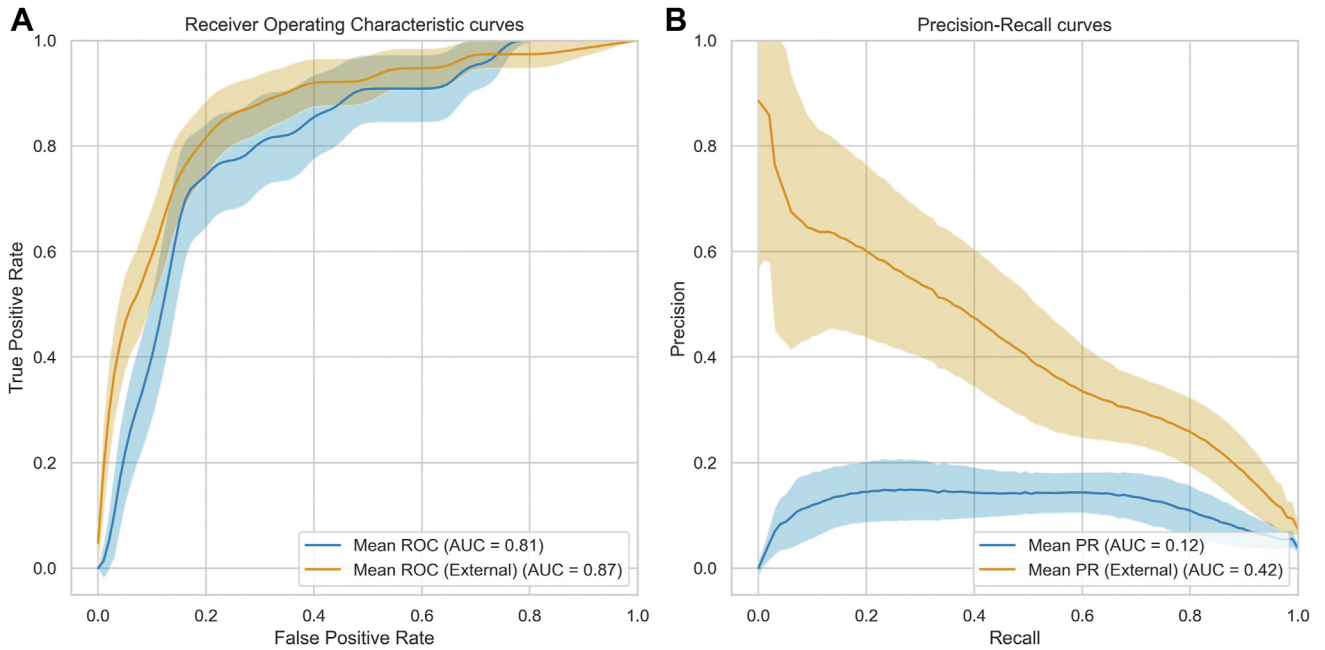 A
Receiver Operating Characteristic curves
1.0
0.8
0.6
0.4
0.2
0.0
True Positive Rate
Mean ROC (AUC = 0.81)
Mean ROC (External) (AUC = 0.87)
0.0 0.2 0.4 0.6 0.8 1.0
False Positive Rate
B
Precision-Recall curves
1.0
0.8
0.6
0.4
0.2
0.0
Precision
Mean PR (AUC = 0.12)
Mean PR (External) (AUC = 0.42)
0.0 0.2 0.4 0.6 0.8 1.0
Recall